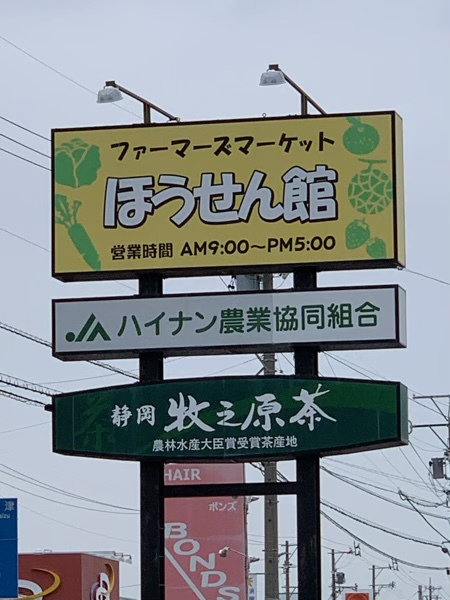 ファーマーズマーケット
ほうせん館
営業時間 AM9:00～PM5:00
JA ハイナン農業協同組合
茶
静岡 牧之原茶
農林水産大臣賞受賞茶産地
HAIR
ボンズ
BONDS
津